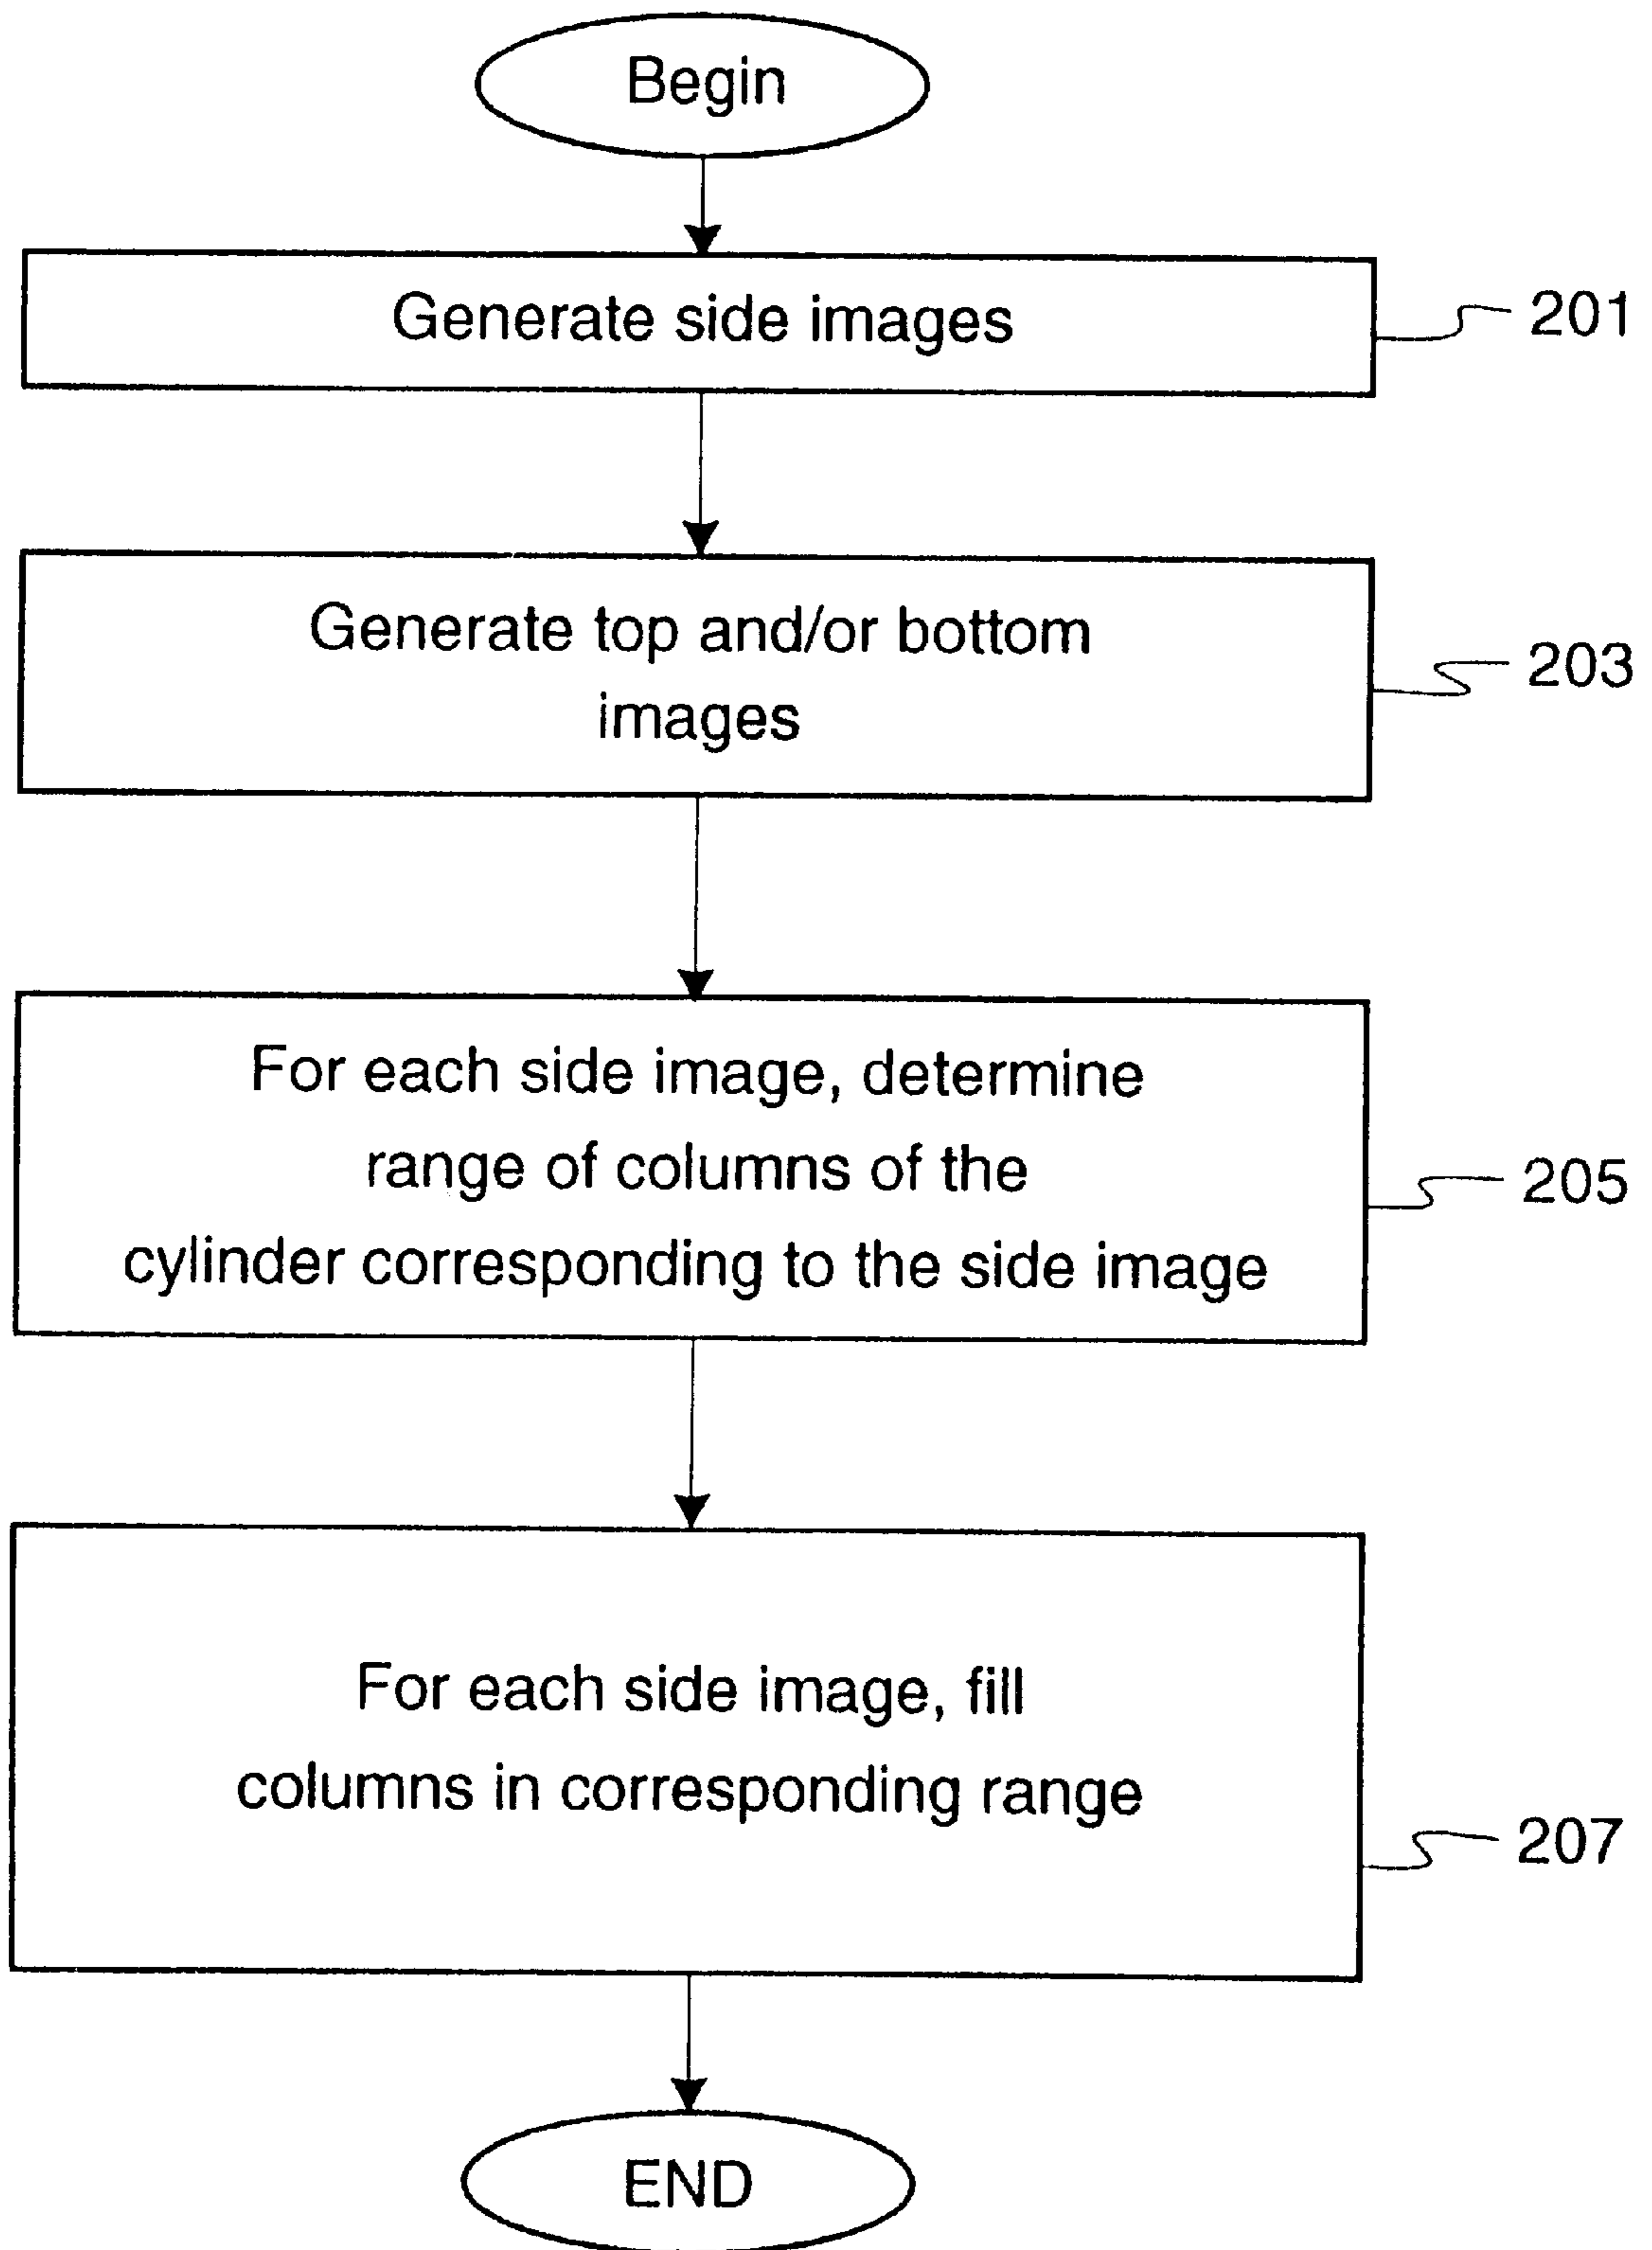 Begin
Generate side images
201
Generate top and/or bottom
images
203
For each side image, determine
range of columns of the
cylinder corresponding to the side image
205
For each side image, fill
columns in corresponding range
207
END